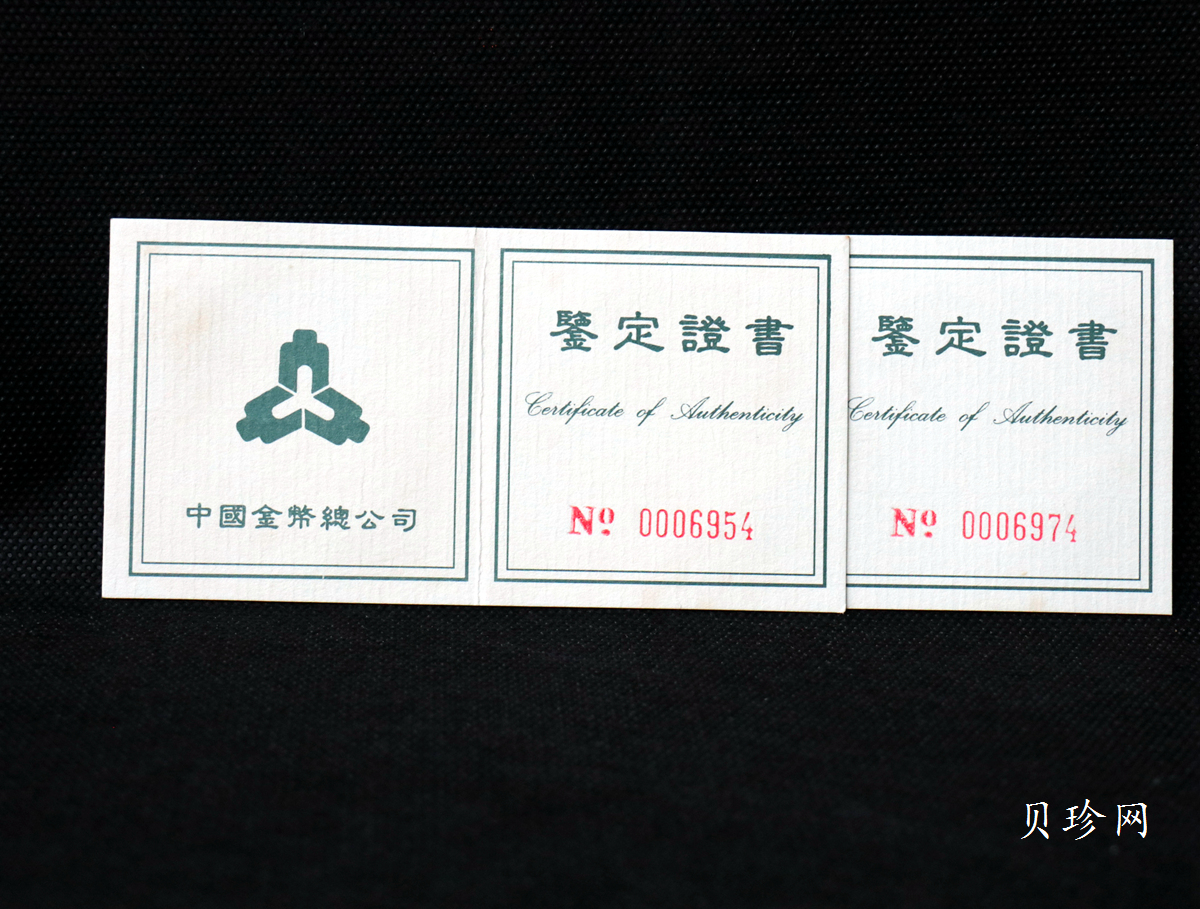 中國金幣總公司
鑒定證書
Certificate of Authenticity
Nº 0006954
鑒定證書
Certificate of Authenticity
Nº 0006974
贝珍网